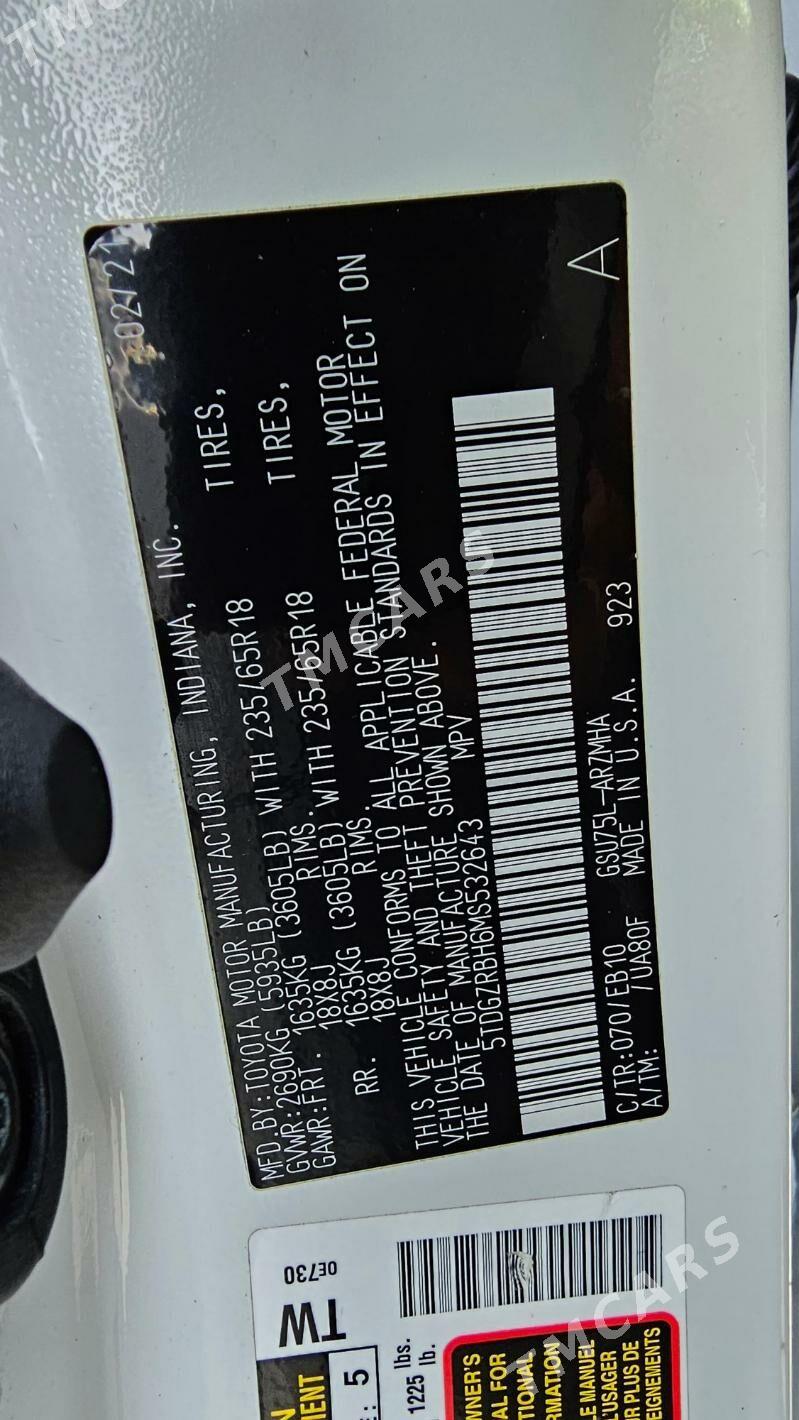 MFD.BY:TOYOTA MOTOR MANUFACTURING, INDIANA, INC. 02/21
GVWR:2690KG (5935LB)
GAWR:FRT. 1635KG (3605LB) WITH 235/65R18 TIRES,
18X8J RIMS.
RR. 1635KG (3605LB) WITH 235/65R18 TIRES,
18X8J RIMS.
THIS VEHICLE CONFORMS TO ALL APPLICABLE FEDERAL MOTOR
VEHICLE SAFETY AND THEFT PREVENTION STANDARDS IN EFFECT ON
THE DATE OF MANUFACTURE SHOWN ABOVE.
5TDGZRBH6MS532643 MPV
C/TR:070/EB10 GSU75L-ARZMHA A
A/TM: /UA80F MADE IN U.S.A. 923
TW
0E730
: 5
1225 lbs.
lb.
TMCARS
TMCARS